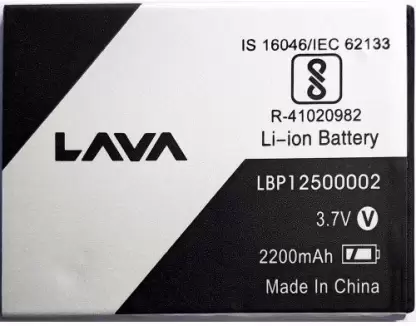 IS 16046/IEC 62133
R-41020982
Li-ion Battery
LAVA
LBP12500002
3.7V V
2200mAh
Made In China